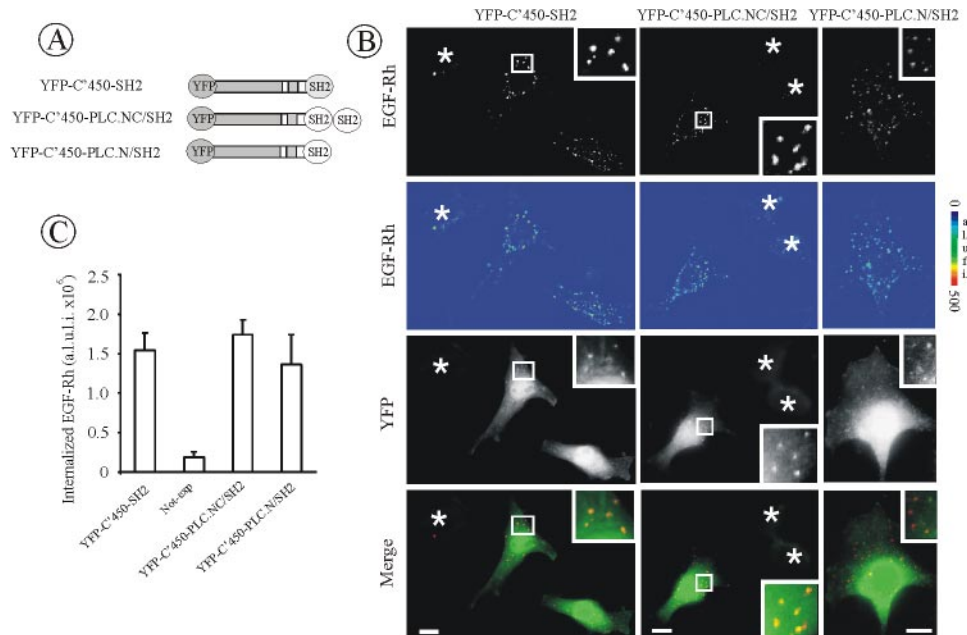 A
YFP-C'450-SH2
YFP SH2
YFP-C'450-PLC.NC/SH2
YFP SH2 SH2
YFP-C'450-PLC.N/SH2
YFP SH2
B
YFP-C'450-SH2 YFP-C'450-PLC.NC/SH2 YFP-C'450-PLC.N/SH2
EGF-Rh
*
*
*
EGF-Rh
*
*
*
0
a.
l.
u.
f.
i.
500
YFP
*
*
*
Merge
*
*
*
C
Internalized EGF-Rh (a.l.u.l.i. x10⁶)
2.5
2.0
1.5
1.0
0.5
0
YFP-C'450-SH2
Not-exp
YFP-C'450-PLC.NC/SH2
YFP-C'450-PLC.N/SH2